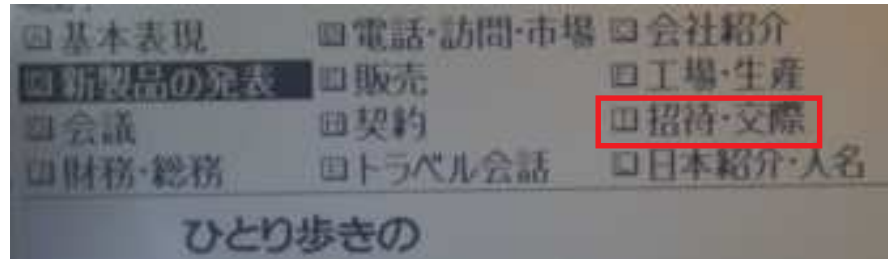 基本表現 電話・訪問・市場 会社紹介
新製品の発表 販売 工場・生産
会議 契約 招待・交際
財務・総務 トラベル会話 日本紹介・人名
ひとり歩きの